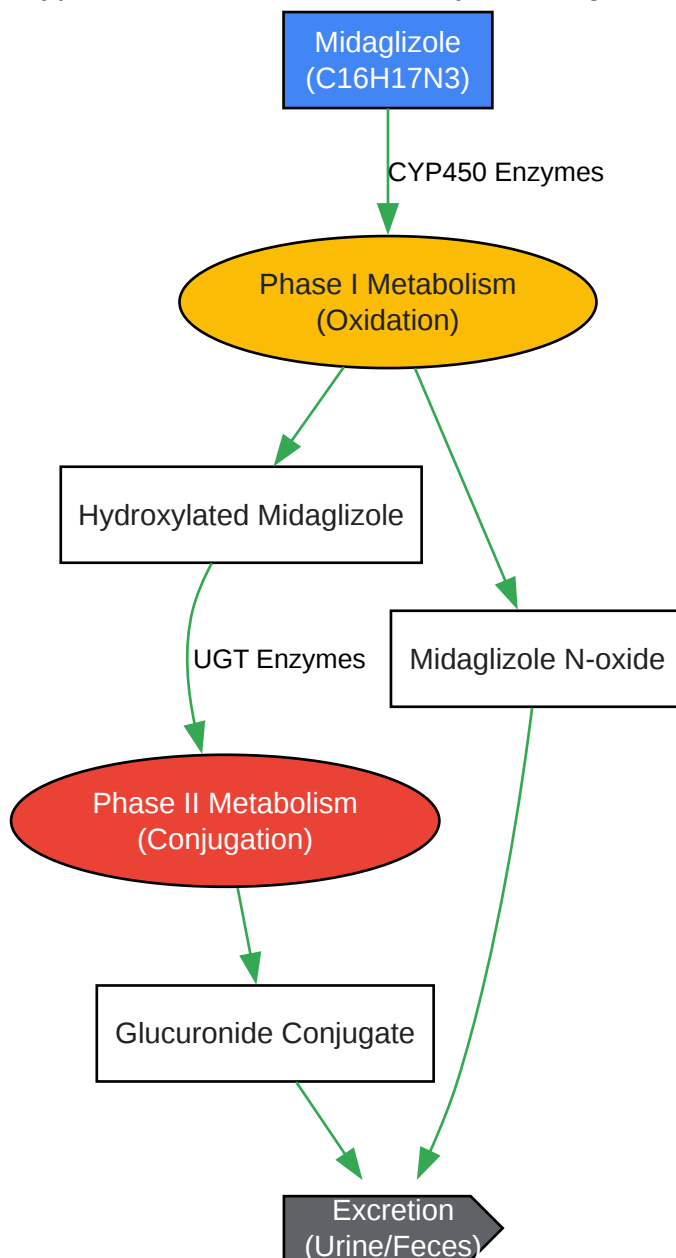 Midaglizole
(C16H17N3)
CYP450 Enzymes
Phase I Metabolism
(Oxidation)
Hydroxylated Midaglizole
UGT Enzymes
Midaglizole N-oxide
Phase II Metabolism
(Conjugation)
Glucuronide Conjugate
Excretion
(Urine/Feces)